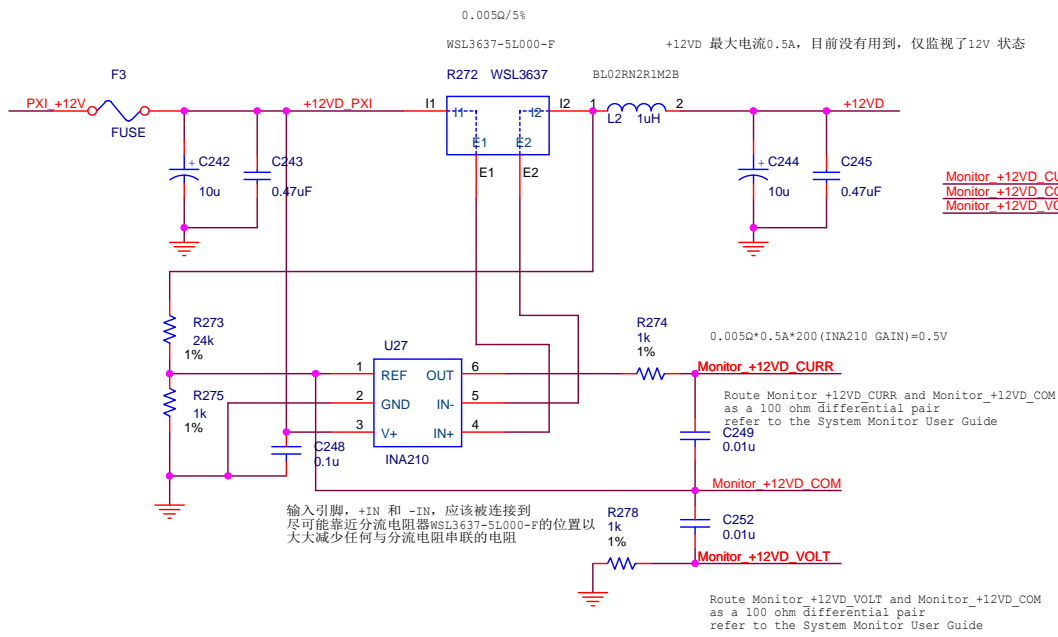 0.005Ω/5%
WSL3637-5L000-F
+12VD 最大电流0.5A, 目前没有用到, 仅监视了12V 状态
F3
R272 WSL3637
BL02RN2R1M2B
PXI_+12V
+12VD_PXI
I1
I1
I2
I2
1
2
+12VD
FUSE
L2 1uH
E1
E2
E1
E2
+
C242
10u
C243
0.47uF
+
C244
10u
C245
0.47uF
Monitor_+12VD_CU
Monitor_+12VD_CO
Monitor_+12VD_VO
R273
24k
1%
R274
1k
1%
0.005Ω*0.5A*200(INA210 GAIN)=0.5V
U27
1
REF
OUT
6
Monitor_+12VD_CURR
R275
1k
1%
2
GND
IN-
5
3
V+
IN+
4
INA210
Route Monitor_+12VD_CURR and Monitor_+12VD_COM
as a 100 ohm differential pair
refer to the System Monitor User Guide
C248
0.1u
C249
0.01u
Monitor_+12VD_COM
输入引脚, +IN 和 -IN, 应该被连接到
尽可能靠近分流电阻器WSL3637-5L000-F的位置以
大大减少任何与分流电阻串联的电阻
R278
1k
1%
C252
0.01u
Monitor_+12VD_VOLT
Route Monitor_+12VD_VOLT and Monitor_+12VD_COM
as a 100 ohm differential pair
refer to the System Monitor User Guide